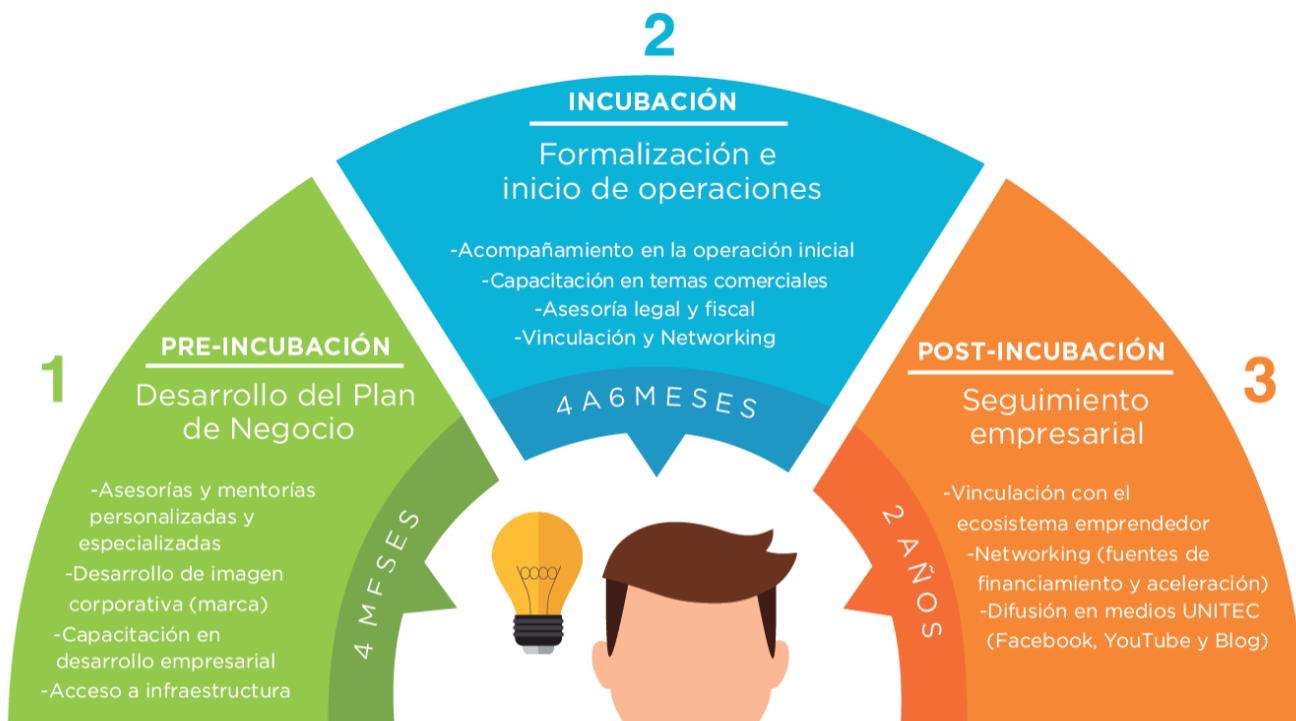 1
PRE-INCUBACIÓN
Desarrollo del Plan
de Negocio
-Asesorías y mentorías
personalizadas y
especializadas
-Desarrollo de imagen
corporativa (marca)
-Capacitación en
desarrollo empresarial
-Acceso a infraestructura
4 MESES
2
INCUBACIÓN
Formalización e
inicio de operaciones
-Acompañamiento en la operación inicial
-Capacitación en temas comerciales
-Asesoría legal y fiscal
-Vinculación y Networking
4 A 6 MESES
3
POST-INCUBACIÓN
Seguimiento
empresarial
-Vinculación con el
ecosistema emprendedor
-Networking (fuentes de
financiamiento y aceleración)
-Difusión en medios UNITEC
(Facebook, YouTube y Blog)
2 AÑOS